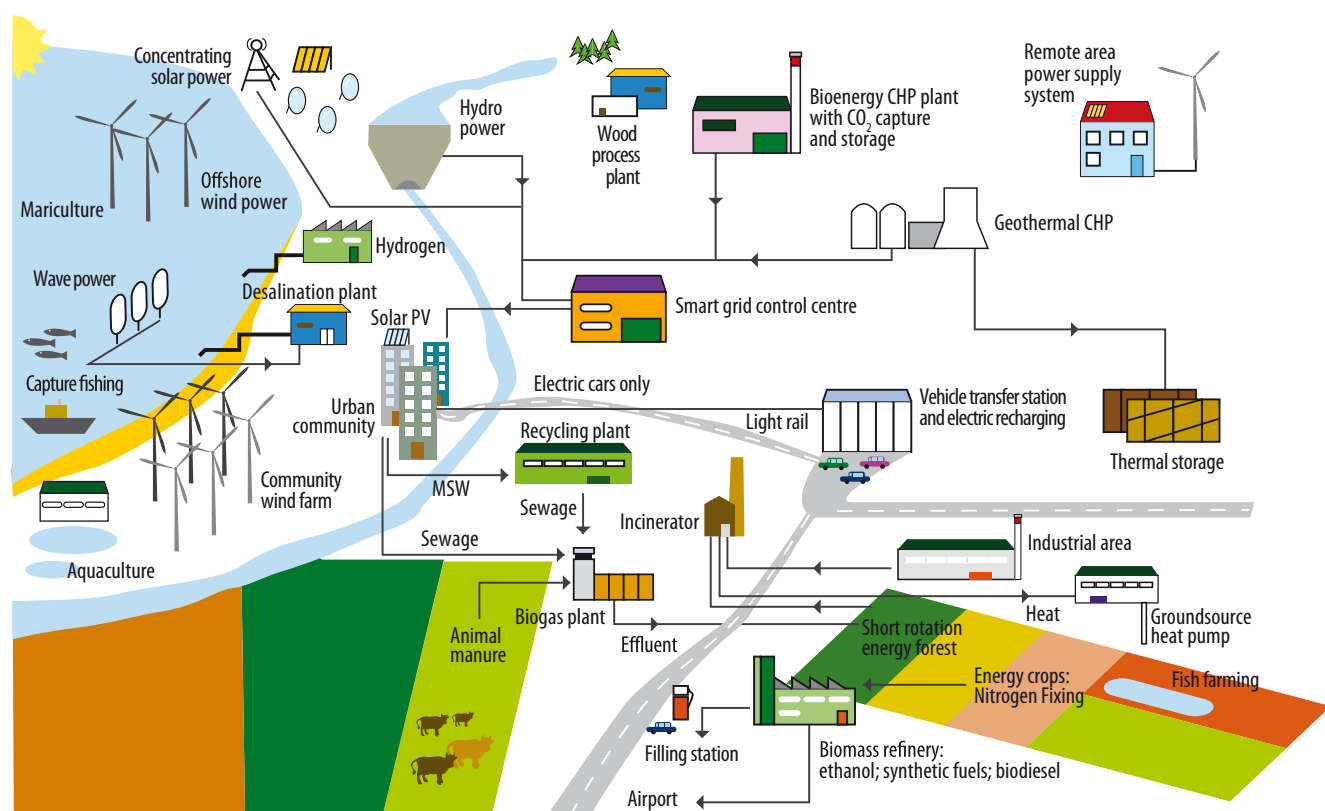 Concentrating
solar power
Hydro
power
Wood
process
plant
Bioenergy CHP plant
with CO₂ capture
and storage
Remote area
power supply
system
Offshore
wind power
Mariculture
Hydrogen
Geothermal CHP
Wave power
Desalination plant
Solar PV
Smart grid control centre
Capture fishing
Electric cars only
Urban
community
Light rail
Vehicle transfer station
and electric recharging
Recycling plant
Thermal storage
Community
wind farm
MSW
Sewage
Incinerator
Sewage
Industrial area
Aquaculture
Biogas plant
Heat
Groundsource
heat pump
Animal
manure
Effluent
Short rotation
energy forest
Energy crops:
Nitrogen Fixing
Fish farming
Filling station
Biomass refinery:
ethanol; synthetic fuels; biodiesel
Airport